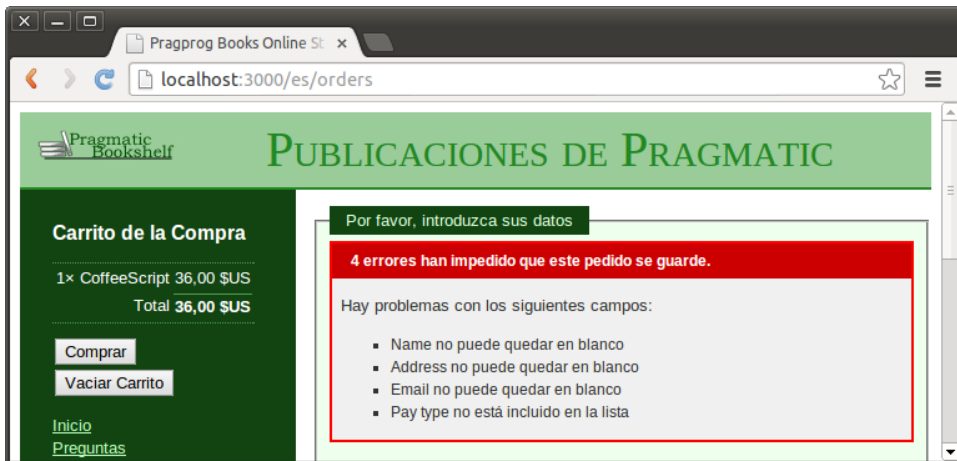 Pragprog Books Online St
localhost:3000/es/orders
Pragmatic
Bookshelf
PUBLICACIONES DE PRAGMATIC
Carrito de la Compra
1× CoffeeScript 36,00 $US
Total 36,00 $US
Comprar
Vaciar Carrito
Inicio
Preguntas
Por favor, introduzca sus datos
4 errores han impedido que este pedido se guarde.
Hay problemas con los siguientes campos:
Name no puede quedar en blanco
Address no puede quedar en blanco
Email no puede quedar en blanco
Pay type no está incluido en la lista